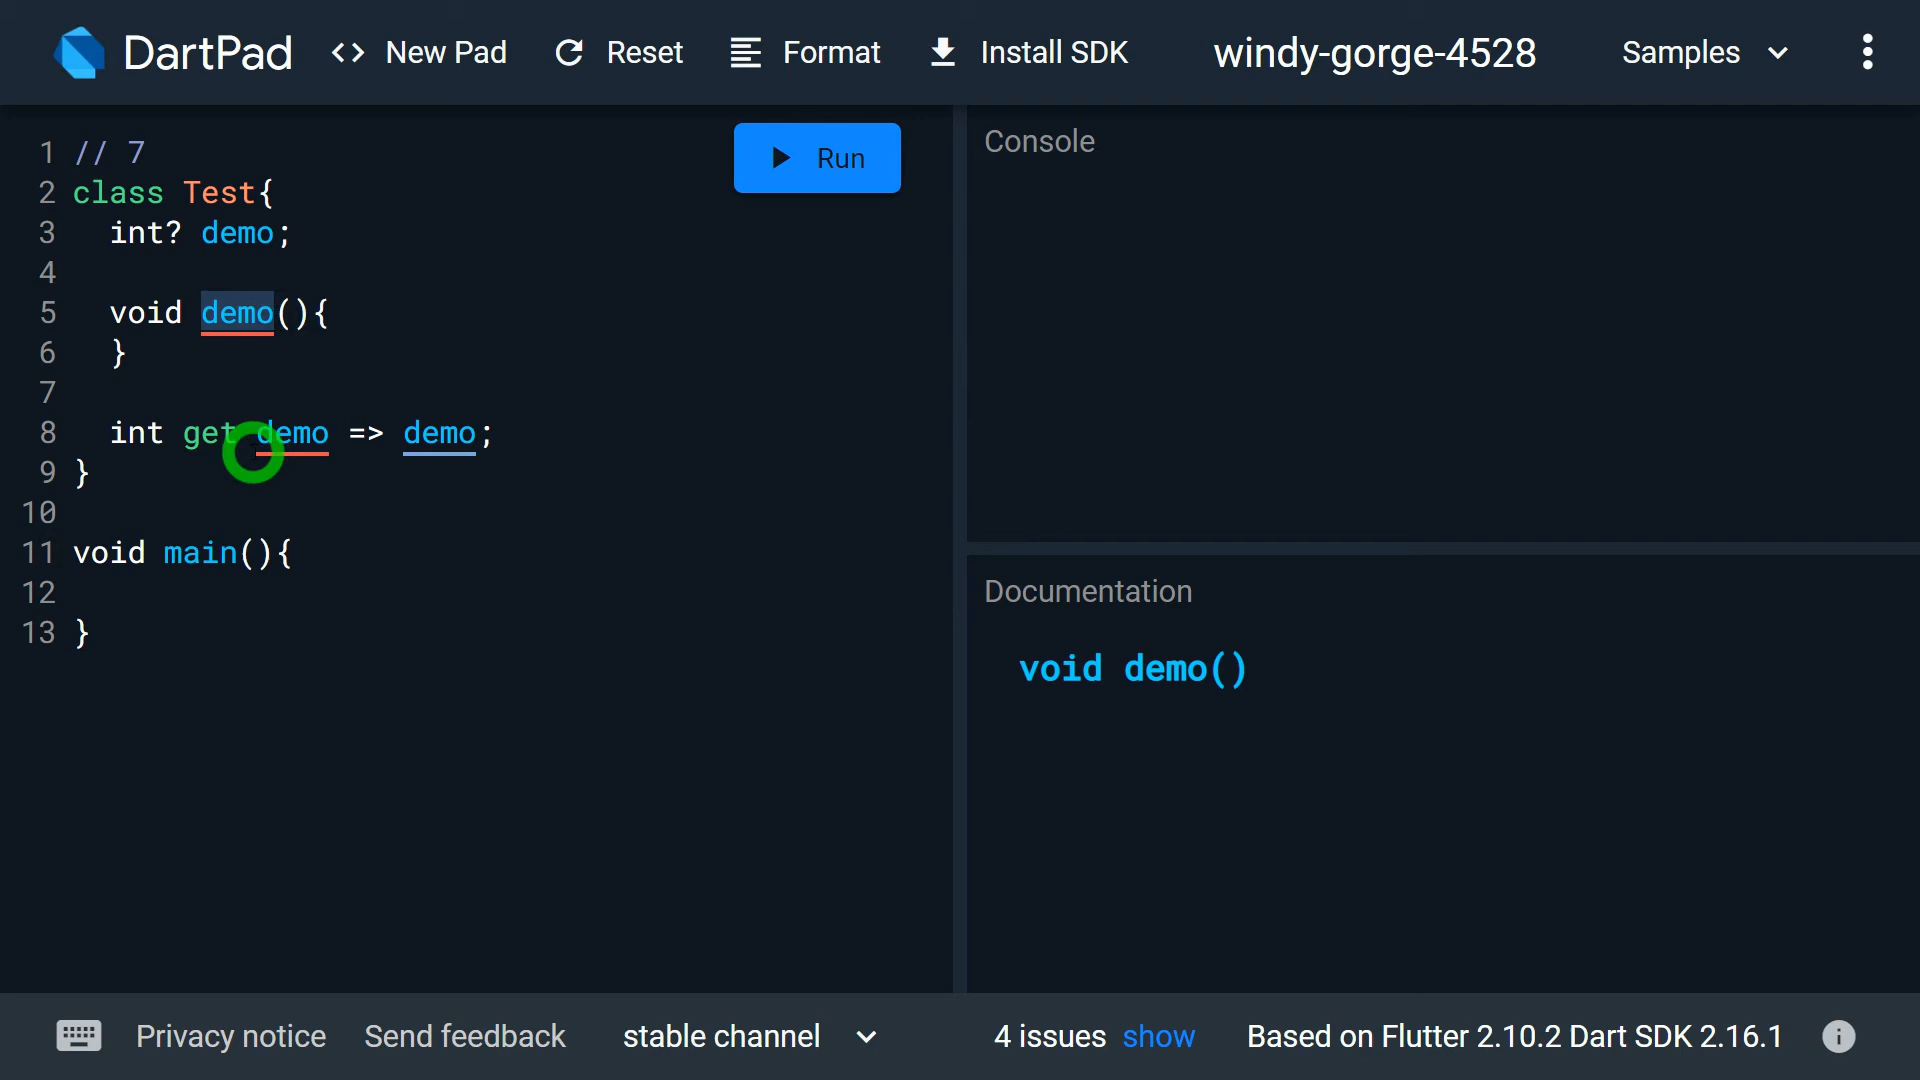 DartPad <> New Pad Reset Format Install SDK windy-gorge-4528 Samples
Run
1 // 7
2 class Test{
3 int? demo;
4
5 void demo(){
6 }
7
8 int get demo => demo;
9 }
10
11 void main(){
12
13 }
Console
Documentation
void demo()
Privacy notice Send feedback stable channel 4 issues show Based on Flutter 2.10.2 Dart SDK 2.16.1 i